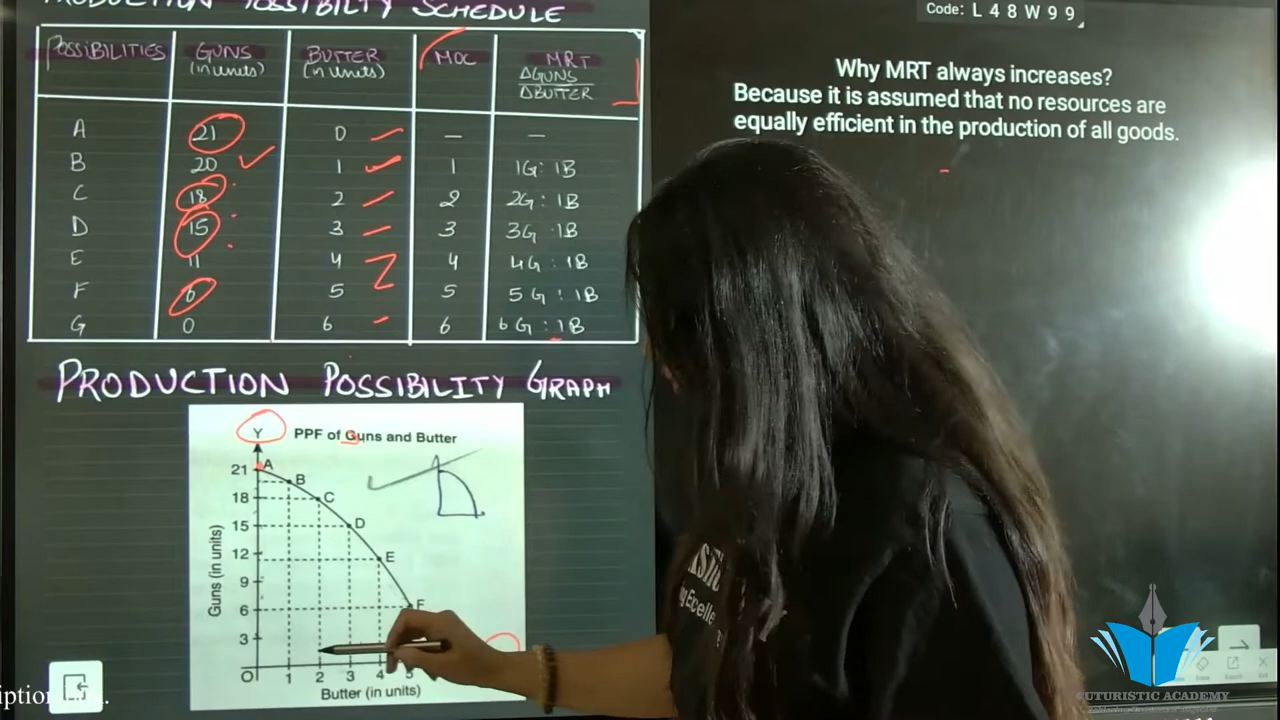 PRODUCTION POSSIBILTY SCHEDULE
POSSIBILITIES GUNS (in units) BUTTER (in units) MOC MRT ΔGUNS ΔBUTTER
A 21 0 – –
B 20 1 1 1G : 1B
C 18 2 2 2G : 1B
D 15 3 3 3G : 1B
E 11 4 4 4G : 1B
F 6 5 5 5G : 1B
G 0 6 6 6G : 1B
PRODUCTION POSSIBILITY GRAPH
Y PPF of Guns and Butter
21 A
B
18 C
15 D
12 E
9
6 F
3
Guns (in units)
O 1 2 3 4 5
Butter (in units)
Code: L 4 8 W 9 9
Why MRT always increases?
Because it is assumed that no resources are
equally efficient in the production of all goods.
FUTURISTIC ACADEMY